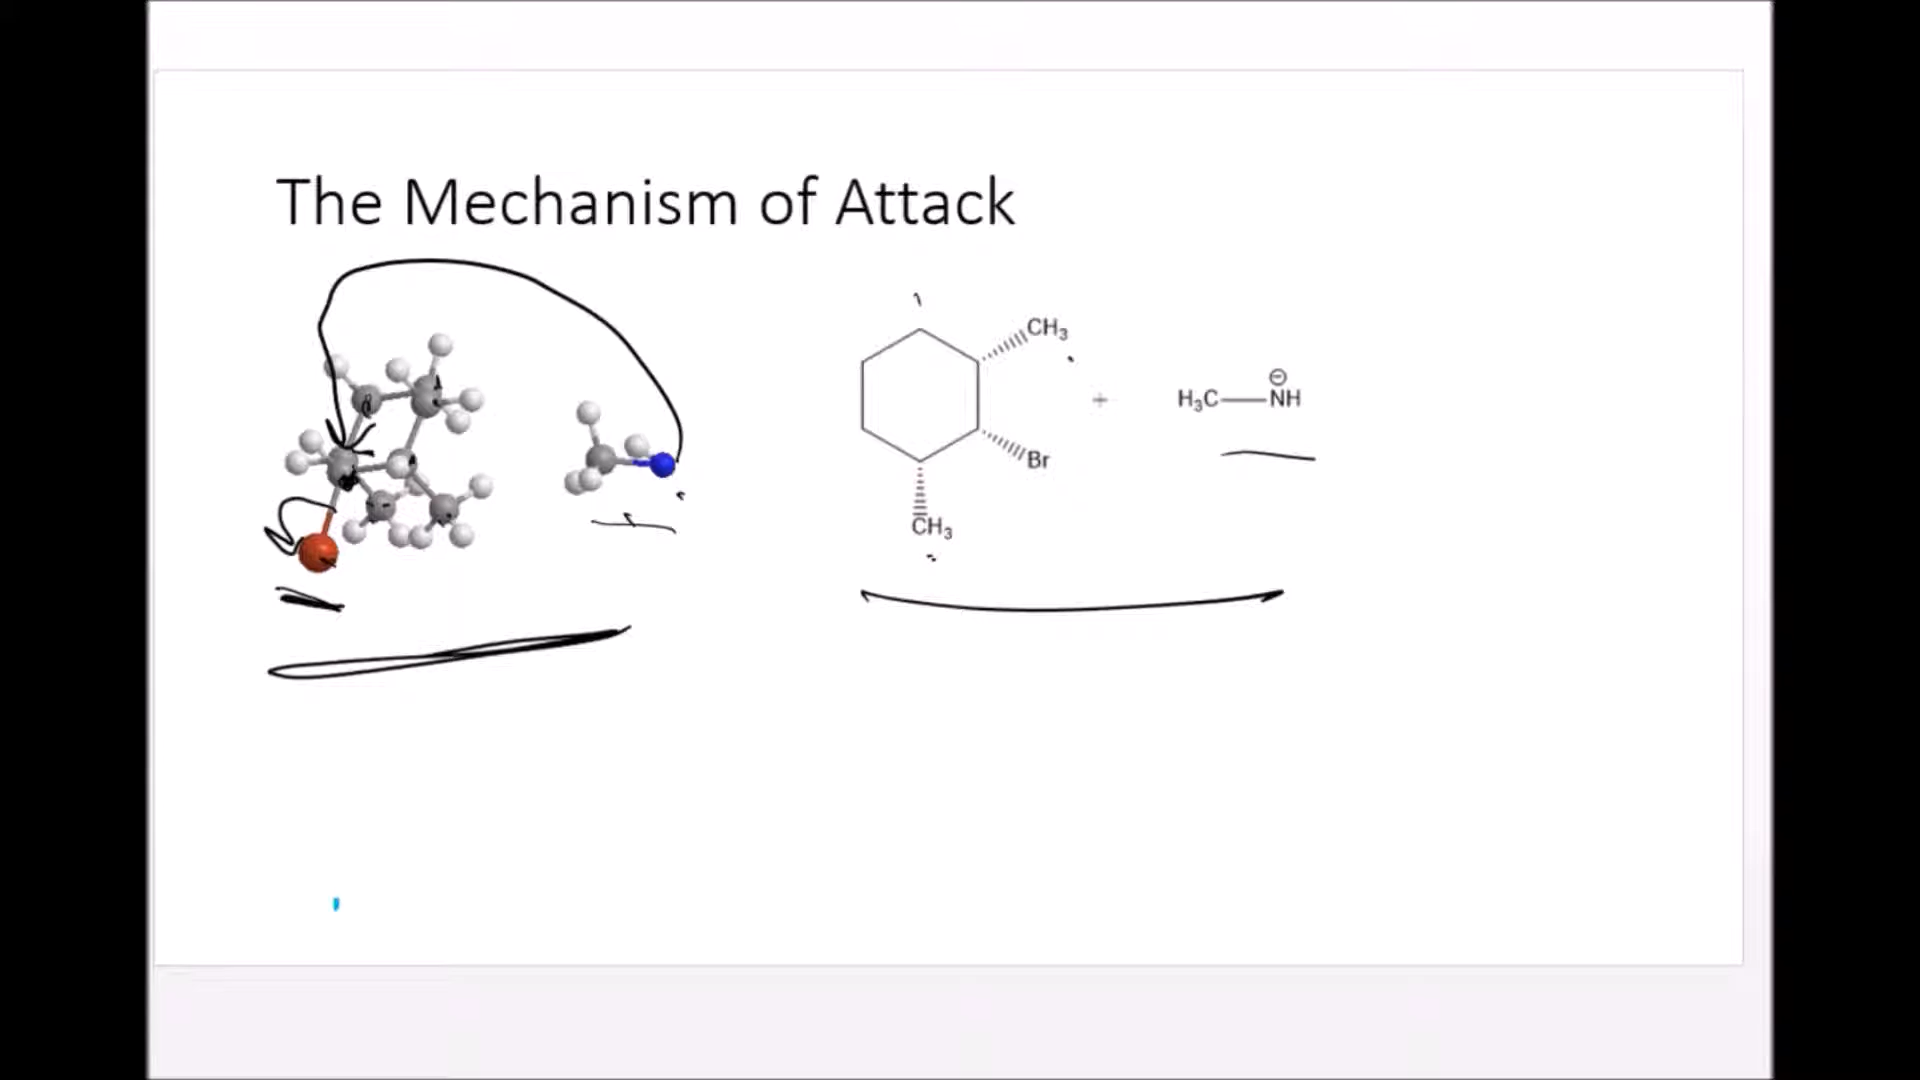 The Mechanism of Attack
CH₃
Br
CH₃
+
H₃C
NH
⊖